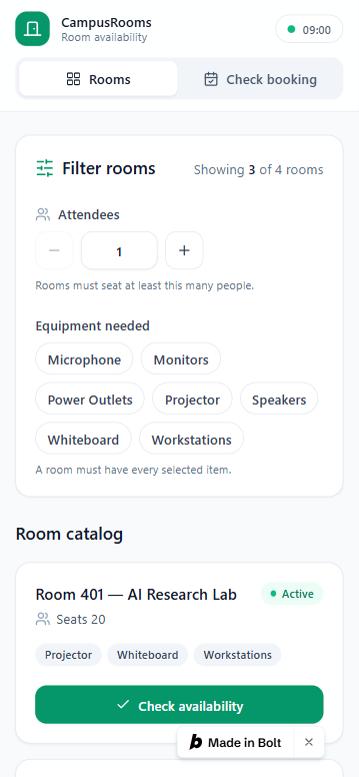 CampusRooms
Room availability
09:00
Rooms
Check booking
Filter rooms
Showing 3 of 4 rooms
Attendees
1
Rooms must seat at least this many people.
Equipment needed
Microphone
Monitors
Power Outlets
Projector
Speakers
Whiteboard
Workstations
A room must have every selected item.
Room catalog
Room 401 — AI Research Lab
Active
Seats 20
Projector
Whiteboard
Workstations
Check availability
b Made in Bolt